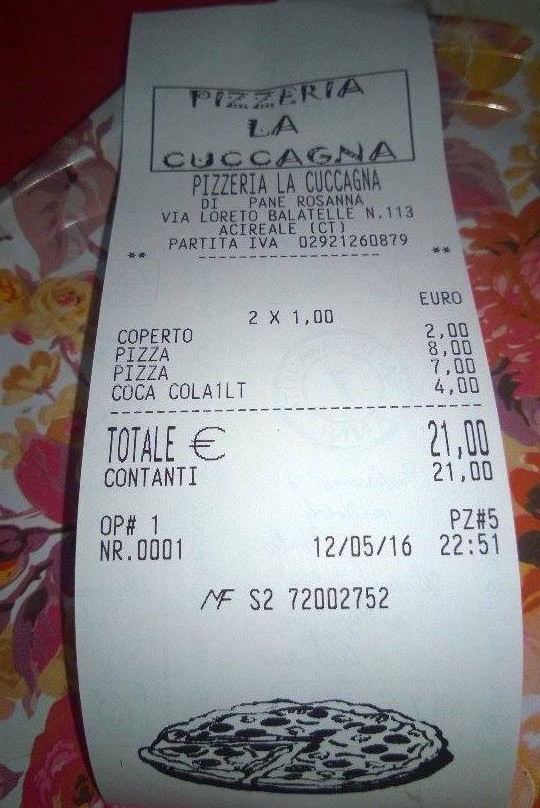 PIZZERIA
LA
CUCCAGNA
PIZZERIA LA CUCCAGNA
DI PANE ROSANNA
VIA LORETO BALATELLE N.113
ACIREALE (CT)
PARTITA IVA 02921260879
** ------------------ **
EURO
2 X 1,00
COPERTO 2,00
PIZZA 8,00
PIZZA 7,00
COCA COLA1LT 4,00
TOTALE € 21,00
CONTANTI 21,00
OP# 1 PZ#5
NR.0001 12/05/16 22:51
MF S2 72002752